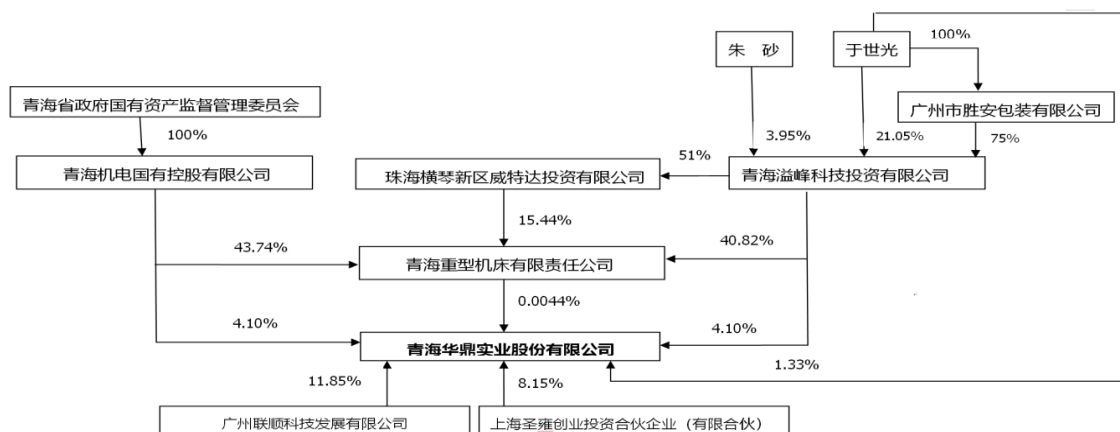 朱 砂
于世光
100%
青海省政府国有资产监督管理委员会
广州市胜安包装有限公司
100%
3.95%
21.05%
75%
51%
青海机电国有控股有限公司
珠海横琴新区威特达投资有限公司
青海溢峰科技投资有限公司
15.44%
43.74%
40.82%
青海重型机床有限责任公司
0.0044%
4.10%
4.10%
青海华鼎实业股份有限公司
1.33%
11.85%
8.15%
广州联顺科技发展有限公司
上海圣雍创业投资合伙企业（有限合伙）